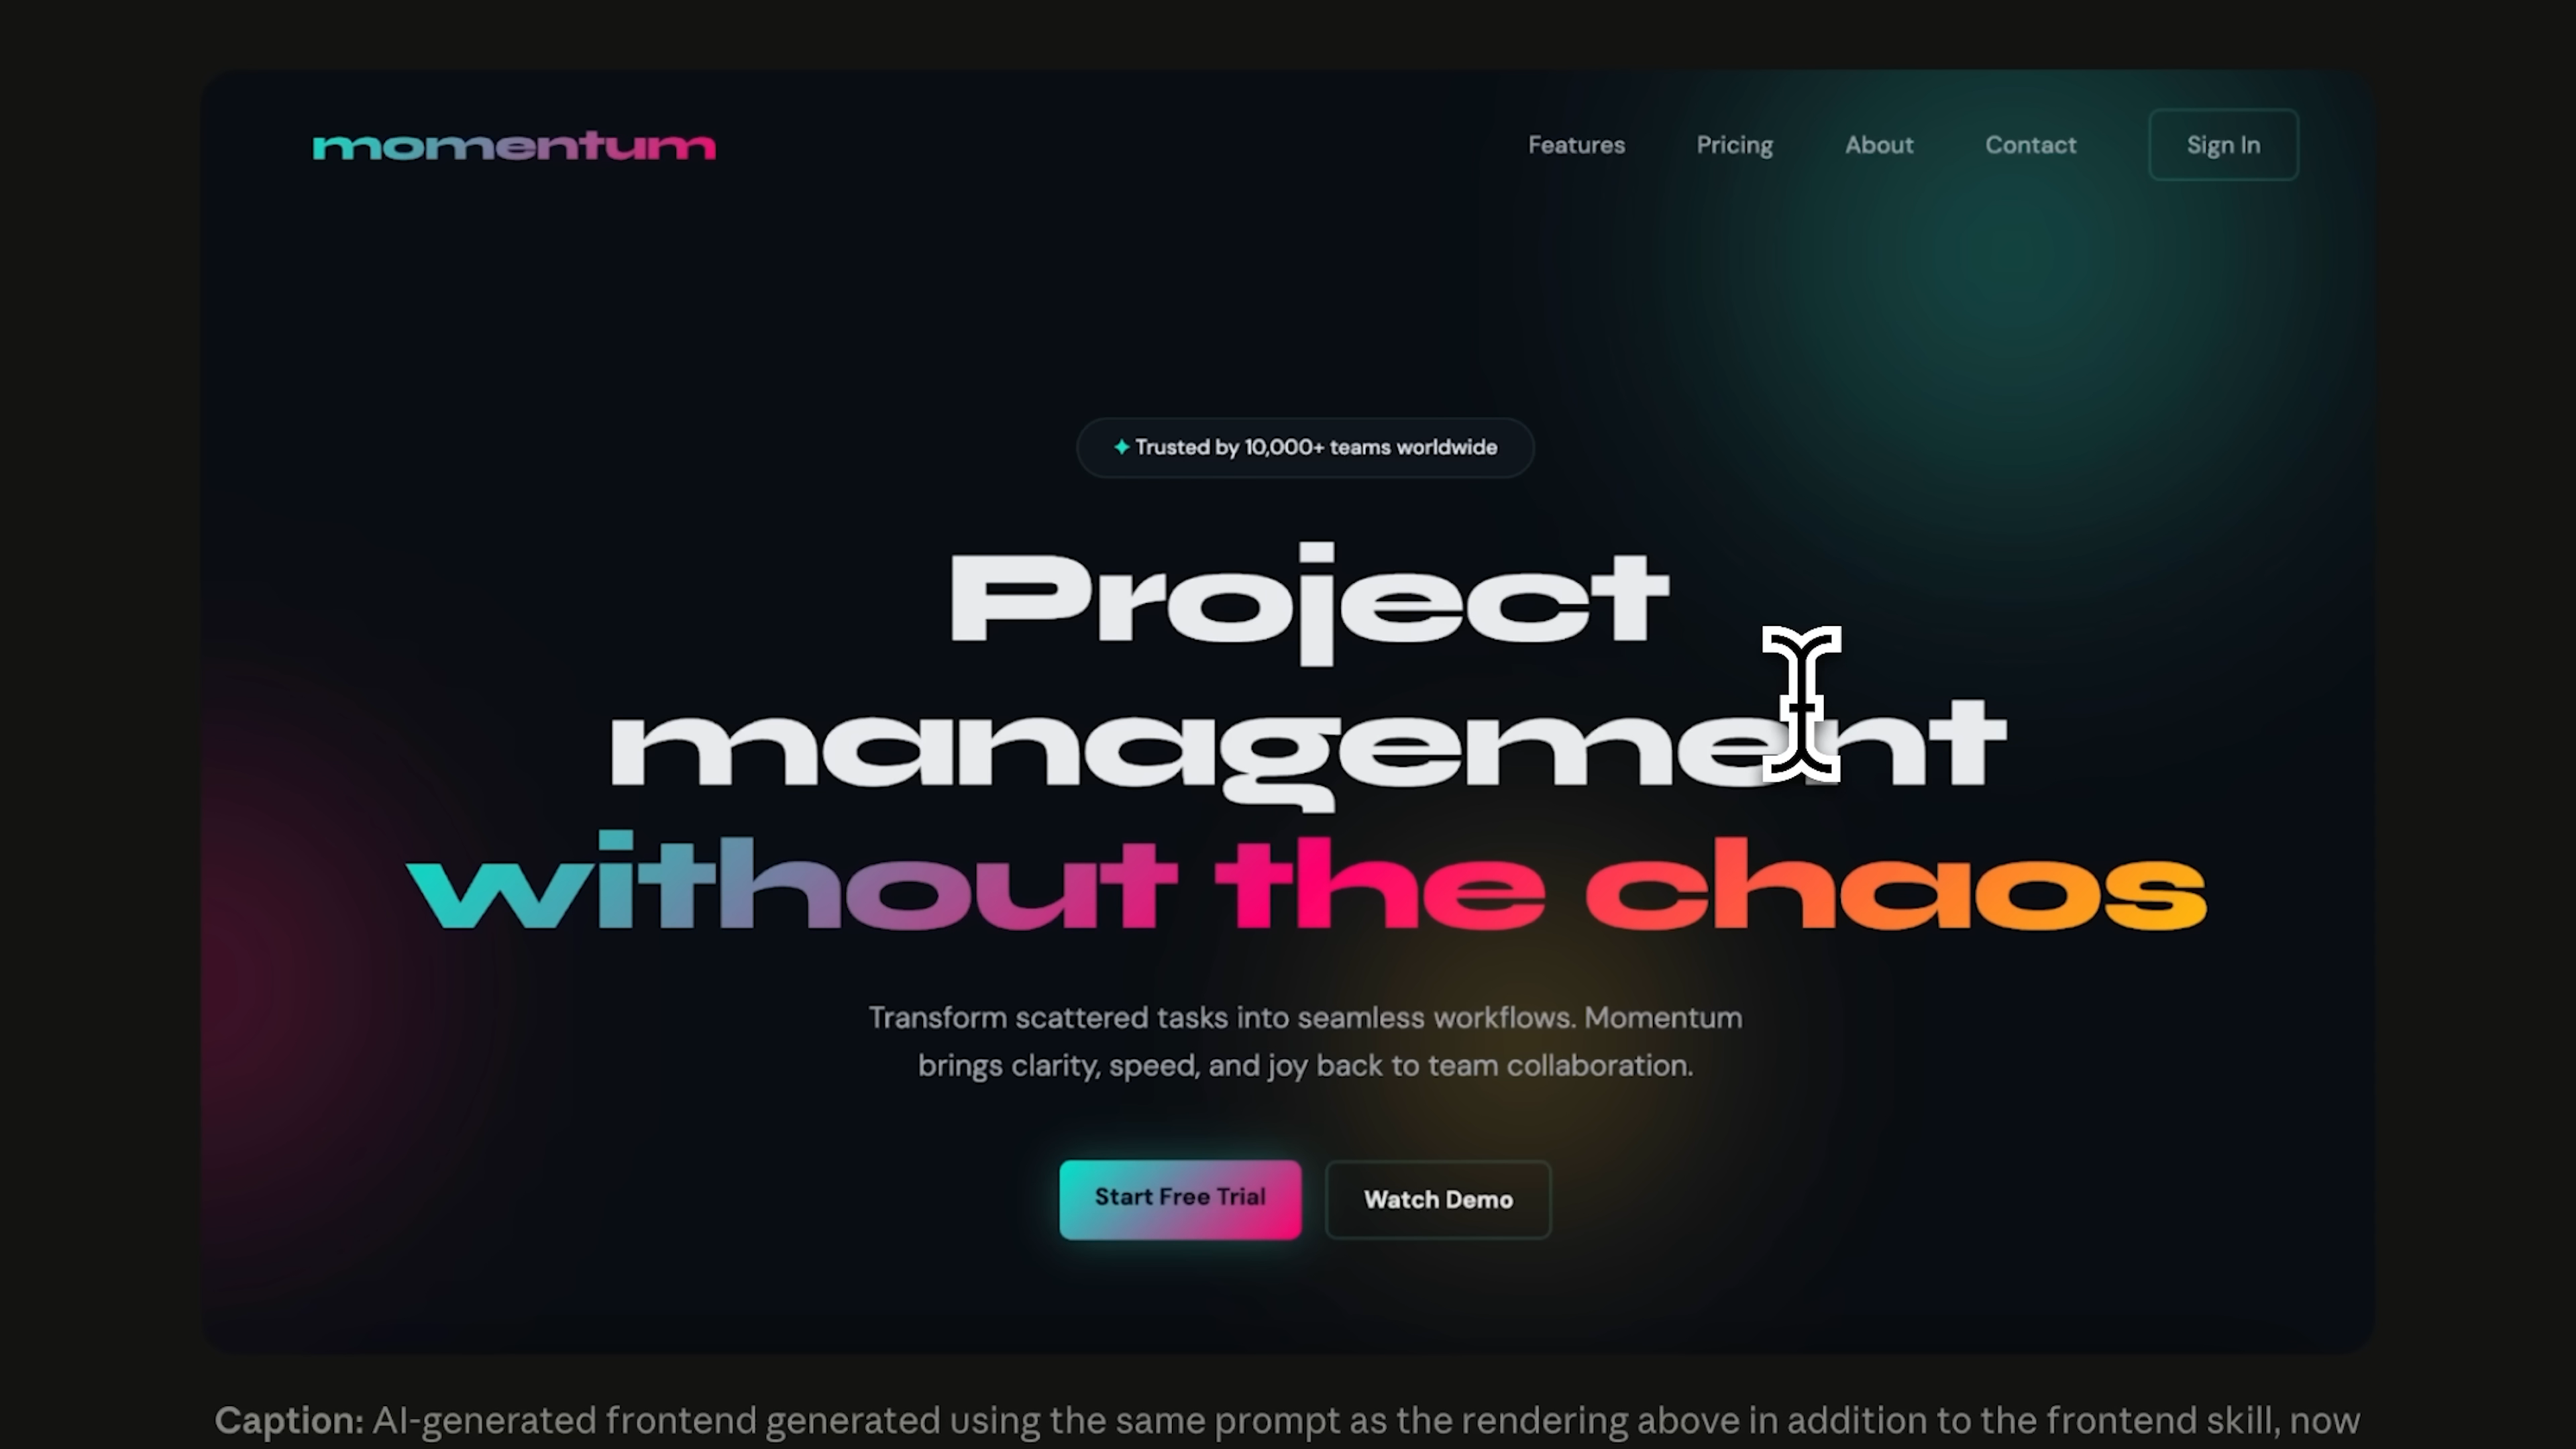 momentum
Features Pricing About Contact Sign In
✦ Trusted by 10,000+ teams worldwide
Project
management
without the chaos
Transform scattered tasks into seamless workflows. Momentum
brings clarity, speed, and joy back to team collaboration.
Start Free Trial Watch Demo
Caption: AI-generated frontend generated using the same prompt as the rendering above in addition to the frontend skill, now